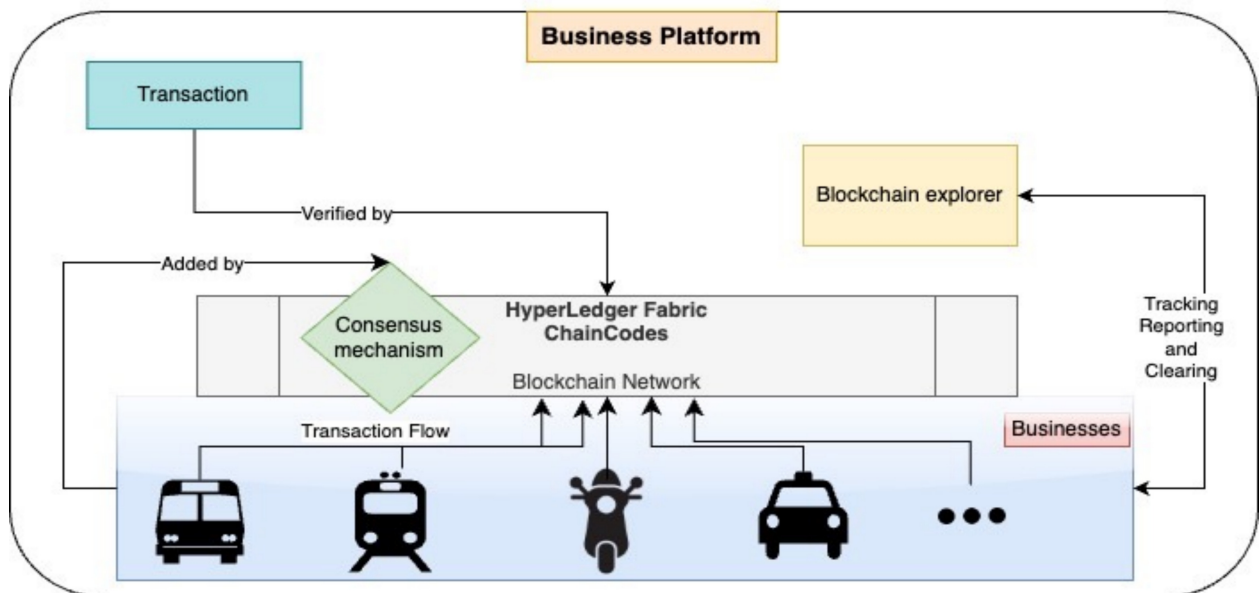 Business Platform
Transaction
Blockchain explorer
Verified by
Added by
HyperLedger Fabric
ChainCodes
Consensus
mechanism
Tracking
Reporting
and
Clearing
Blockchain Network
Transaction Flow
Businesses